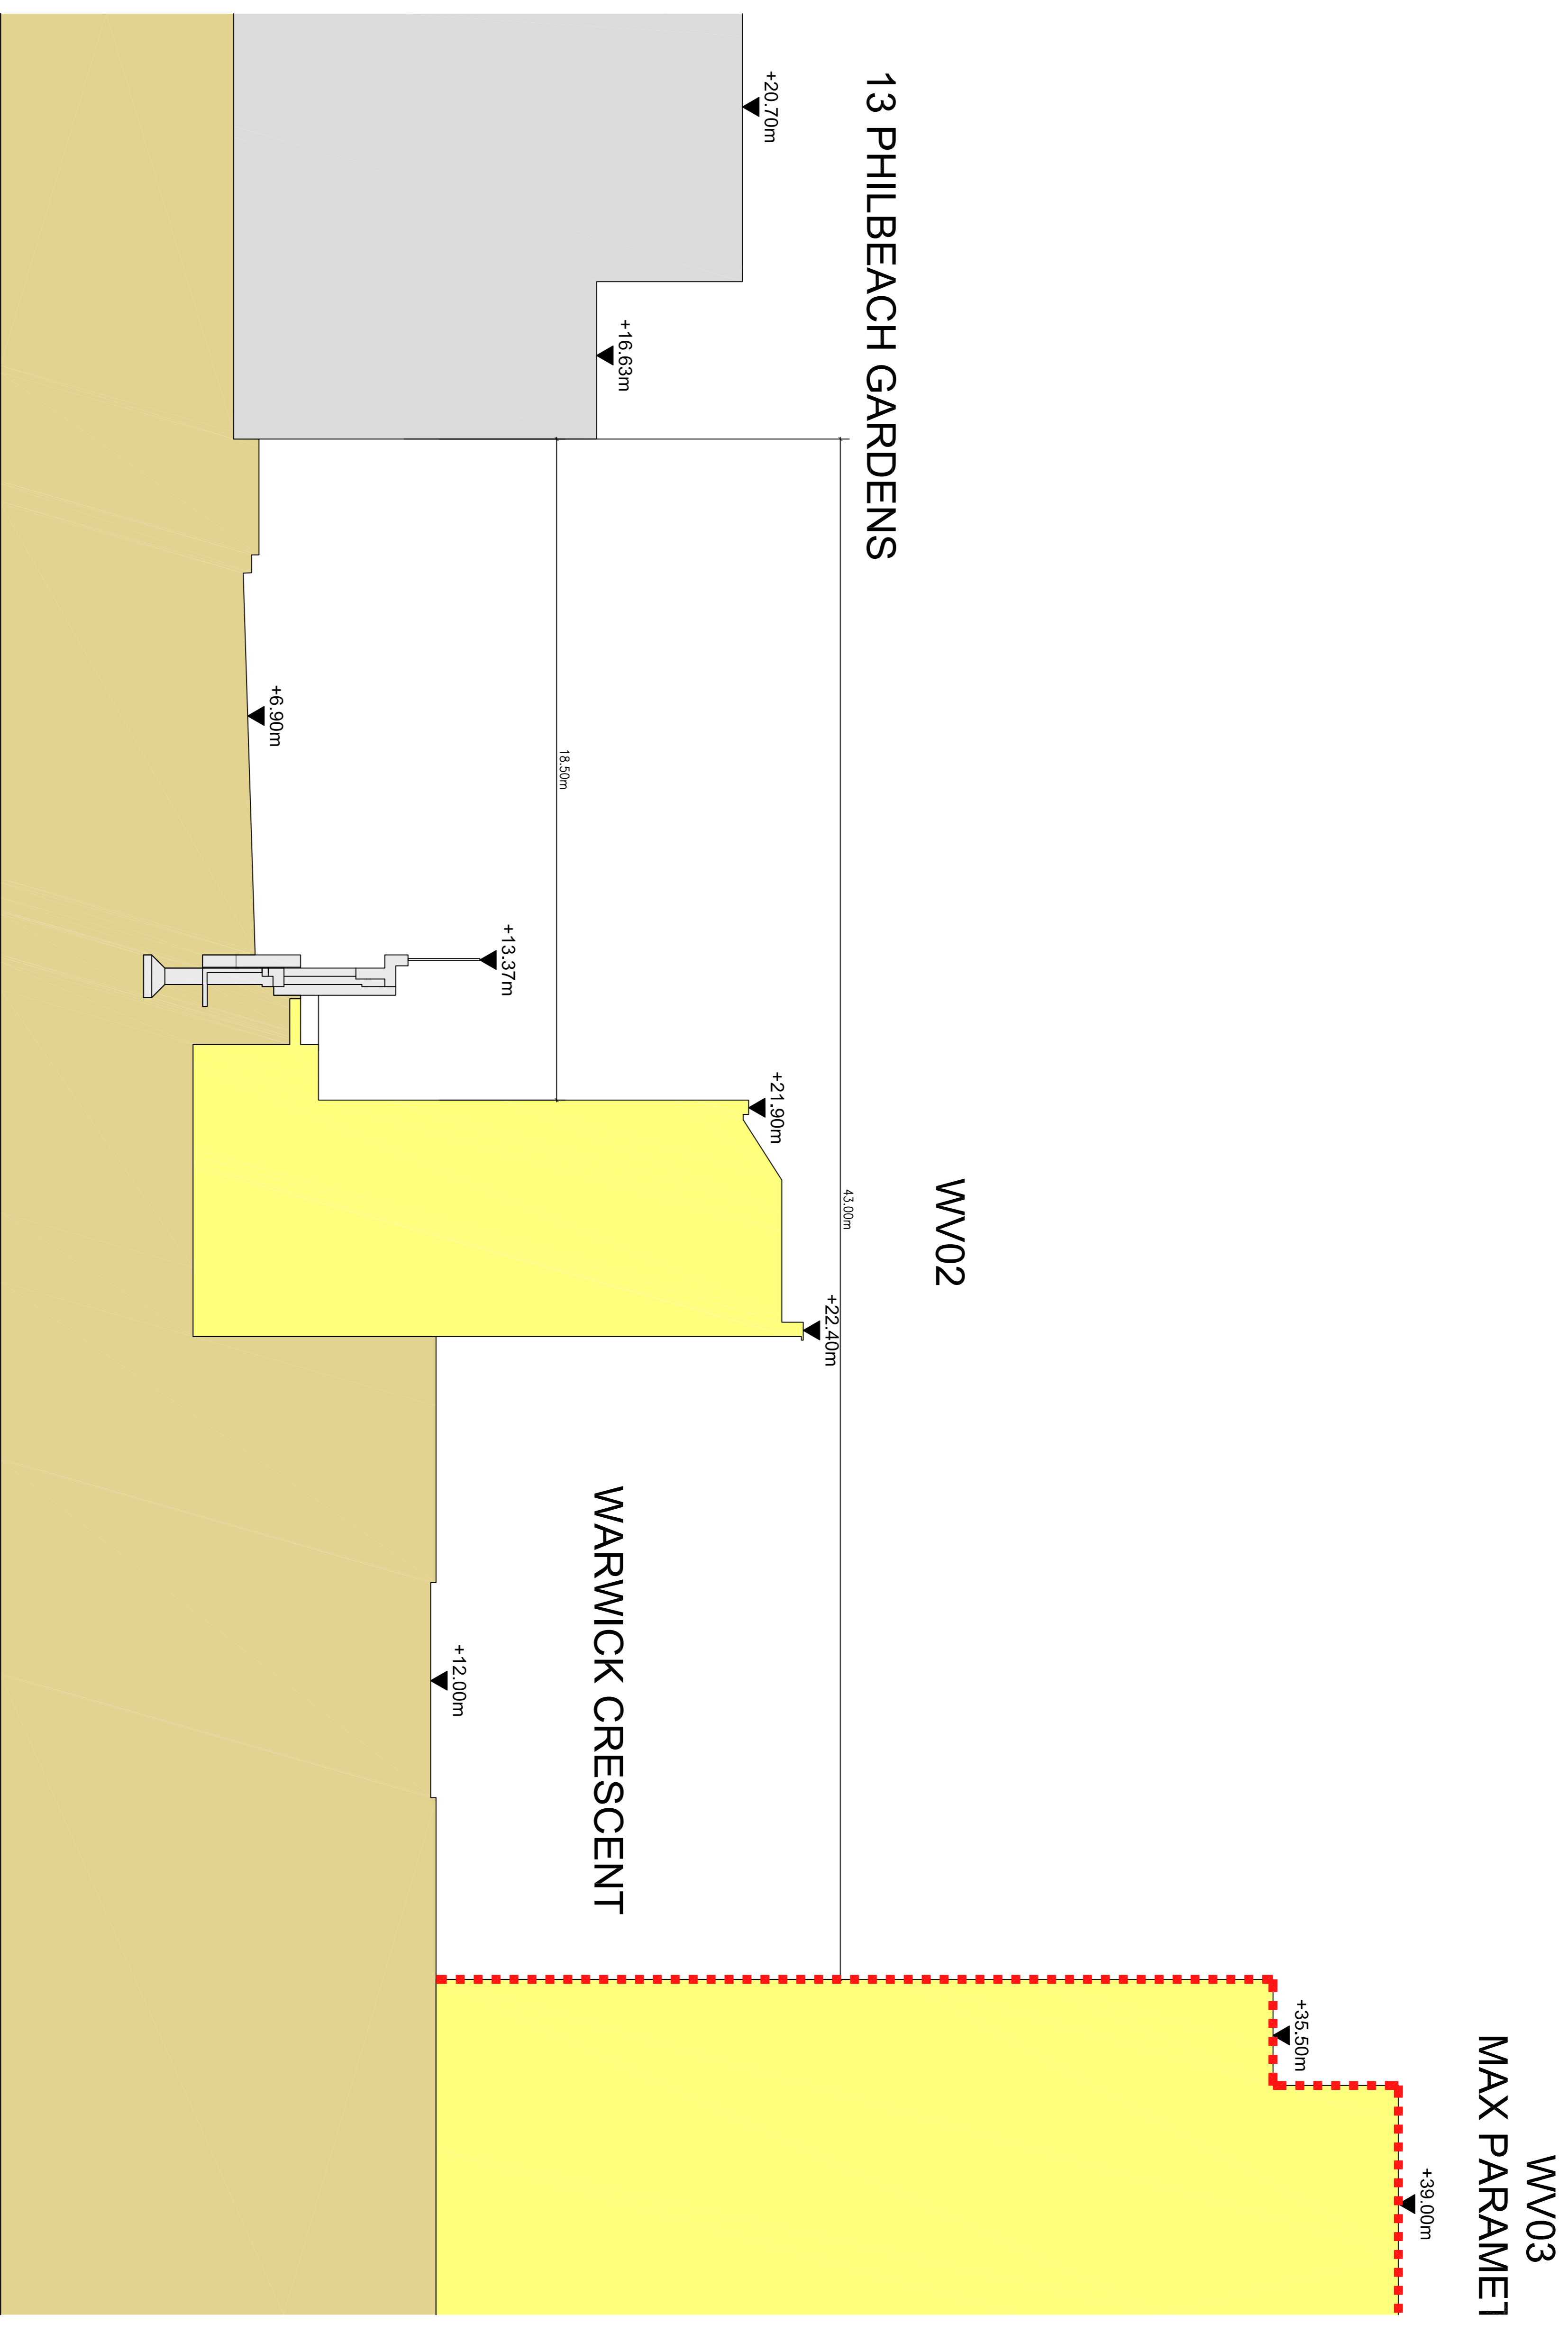 WV03
MAX PARAMET
+39.00m
+35.50m
WV02
13 PHILBEACH GARDENS
43.00m
+22.40m
+21.90m
+20.70m
+16.63m
WARWICK CRESCENT
18.50m
+13.37m
+12.00m
+6.90m